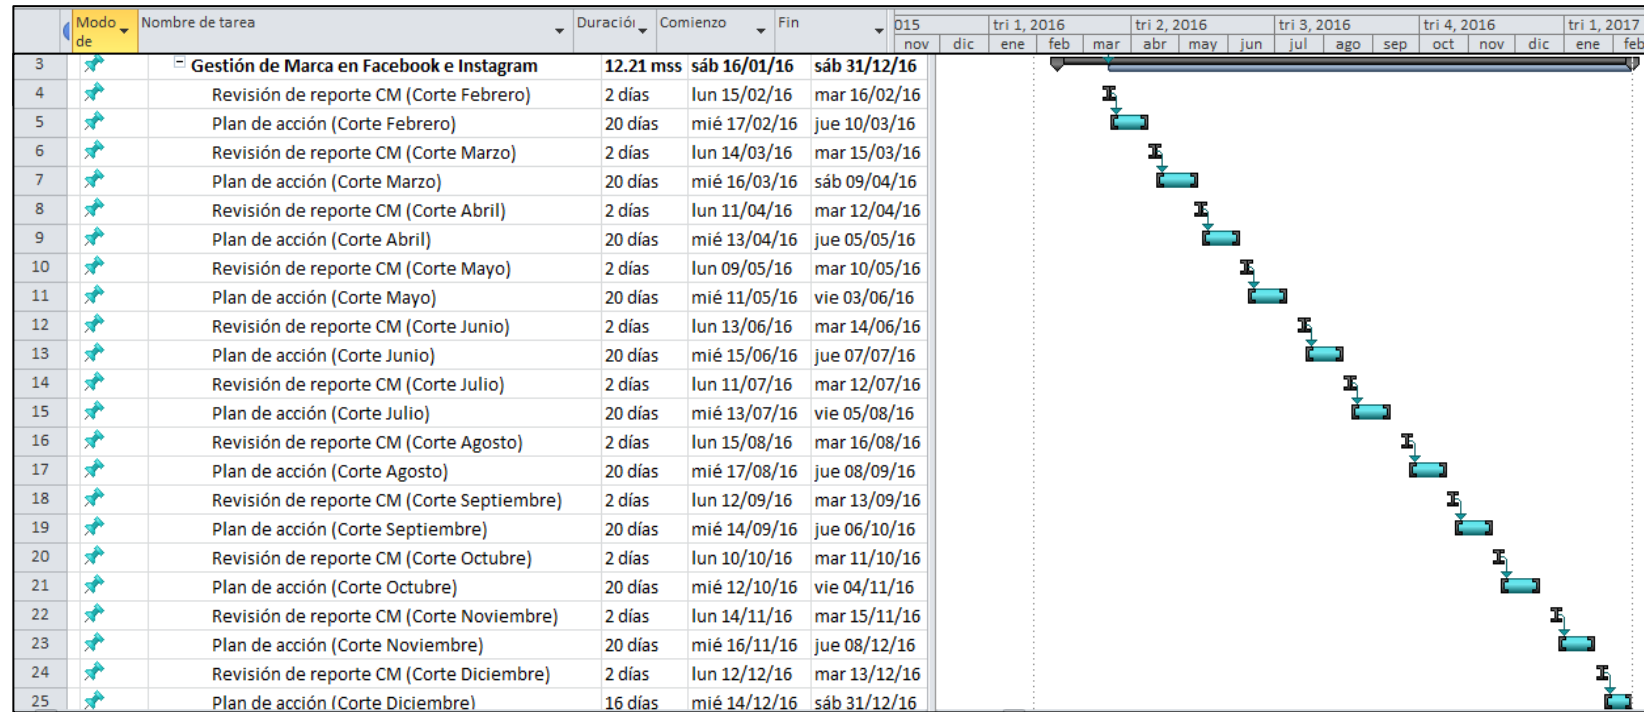 Modo de Nombre de tarea Duración Comienzo Fin 015 tri 1, 2016 tri 2, 2016 tri 3, 2016 tri 4, 2016 tri 1, 2017
nov dic ene feb mar abr may jun jul ago sep oct nov dic ene feb
3 Gestión de Marca en Facebook e Instagram 12.21 mss sáb 16/01/16 sáb 31/12/16
4 Revisión de reporte CM (Corte Febrero) 2 días lun 15/02/16 mar 16/02/16
5 Plan de acción (Corte Febrero) 20 días mié 17/02/16 jue 10/03/16
6 Revisión de reporte CM (Corte Marzo) 2 días lun 14/03/16 mar 15/03/16
7 Plan de acción (Corte Marzo) 20 días mié 16/03/16 sáb 09/04/16
8 Revisión de reporte CM (Corte Abril) 2 días lun 11/04/16 mar 12/04/16
9 Plan de acción (Corte Abril) 20 días mié 13/04/16 jue 05/05/16
10 Revisión de reporte CM (Corte Mayo) 2 días lun 09/05/16 mar 10/05/16
11 Plan de acción (Corte Mayo) 20 días mié 11/05/16 vie 03/06/16
12 Revisión de reporte CM (Corte Junio) 2 días lun 13/06/16 mar 14/06/16
13 Plan de acción (Corte Junio) 20 días mié 15/06/16 jue 07/07/16
14 Revisión de reporte CM (Corte Julio) 2 días lun 11/07/16 mar 12/07/16
15 Plan de acción (Corte Julio) 20 días mié 13/07/16 vie 05/08/16
16 Revisión de reporte CM (Corte Agosto) 2 días lun 15/08/16 mar 16/08/16
17 Plan de acción (Corte Agosto) 20 días mié 17/08/16 jue 08/09/16
18 Revisión de reporte CM (Corte Septiembre) 2 días lun 12/09/16 mar 13/09/16
19 Plan de acción (Corte Septiembre) 20 días mié 14/09/16 jue 06/10/16
20 Revisión de reporte CM (Corte Octubre) 2 días lun 10/10/16 mar 11/10/16
21 Plan de acción (Corte Octubre) 20 días mié 12/10/16 vie 04/11/16
22 Revisión de reporte CM (Corte Noviembre) 2 días lun 14/11/16 mar 15/11/16
23 Plan de acción (Corte Noviembre) 20 días mié 16/11/16 jue 08/12/16
24 Revisión de reporte CM (Corte Diciembre) 2 días lun 12/12/16 mar 13/12/16
25 Plan de acción (Corte Diciembre) 16 días mié 14/12/16 sáb 31/12/16